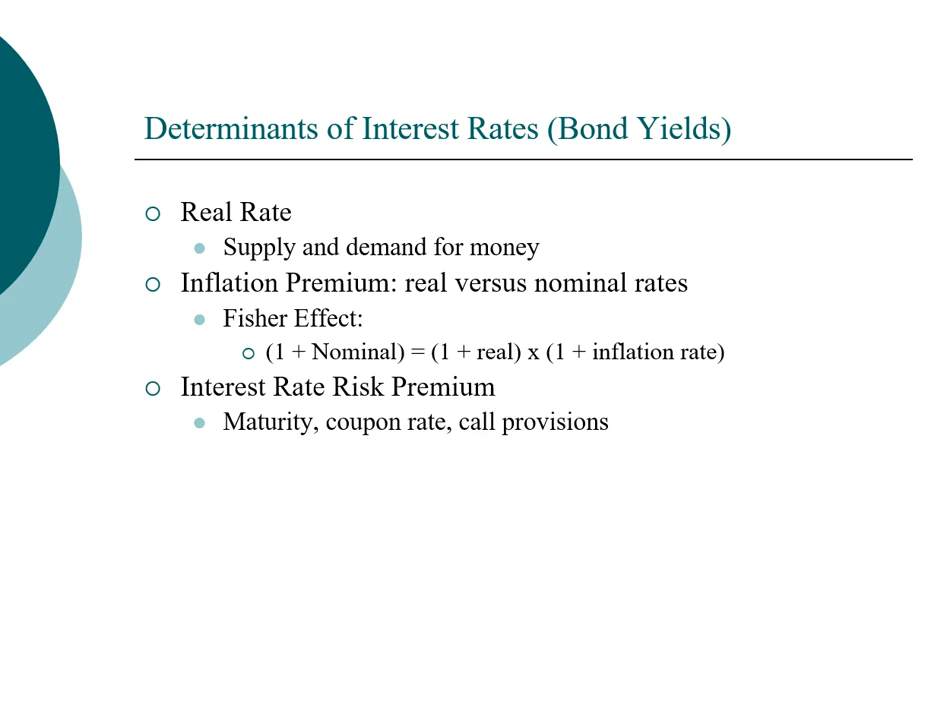 Determinants of Interest Rates (Bond Yields)
Real Rate
Supply and demand for money
Inflation Premium: real versus nominal rates
Fisher Effect:
(1 + Nominal) = (1 + real) x (1 + inflation rate)
Interest Rate Risk Premium
Maturity, coupon rate, call provisions